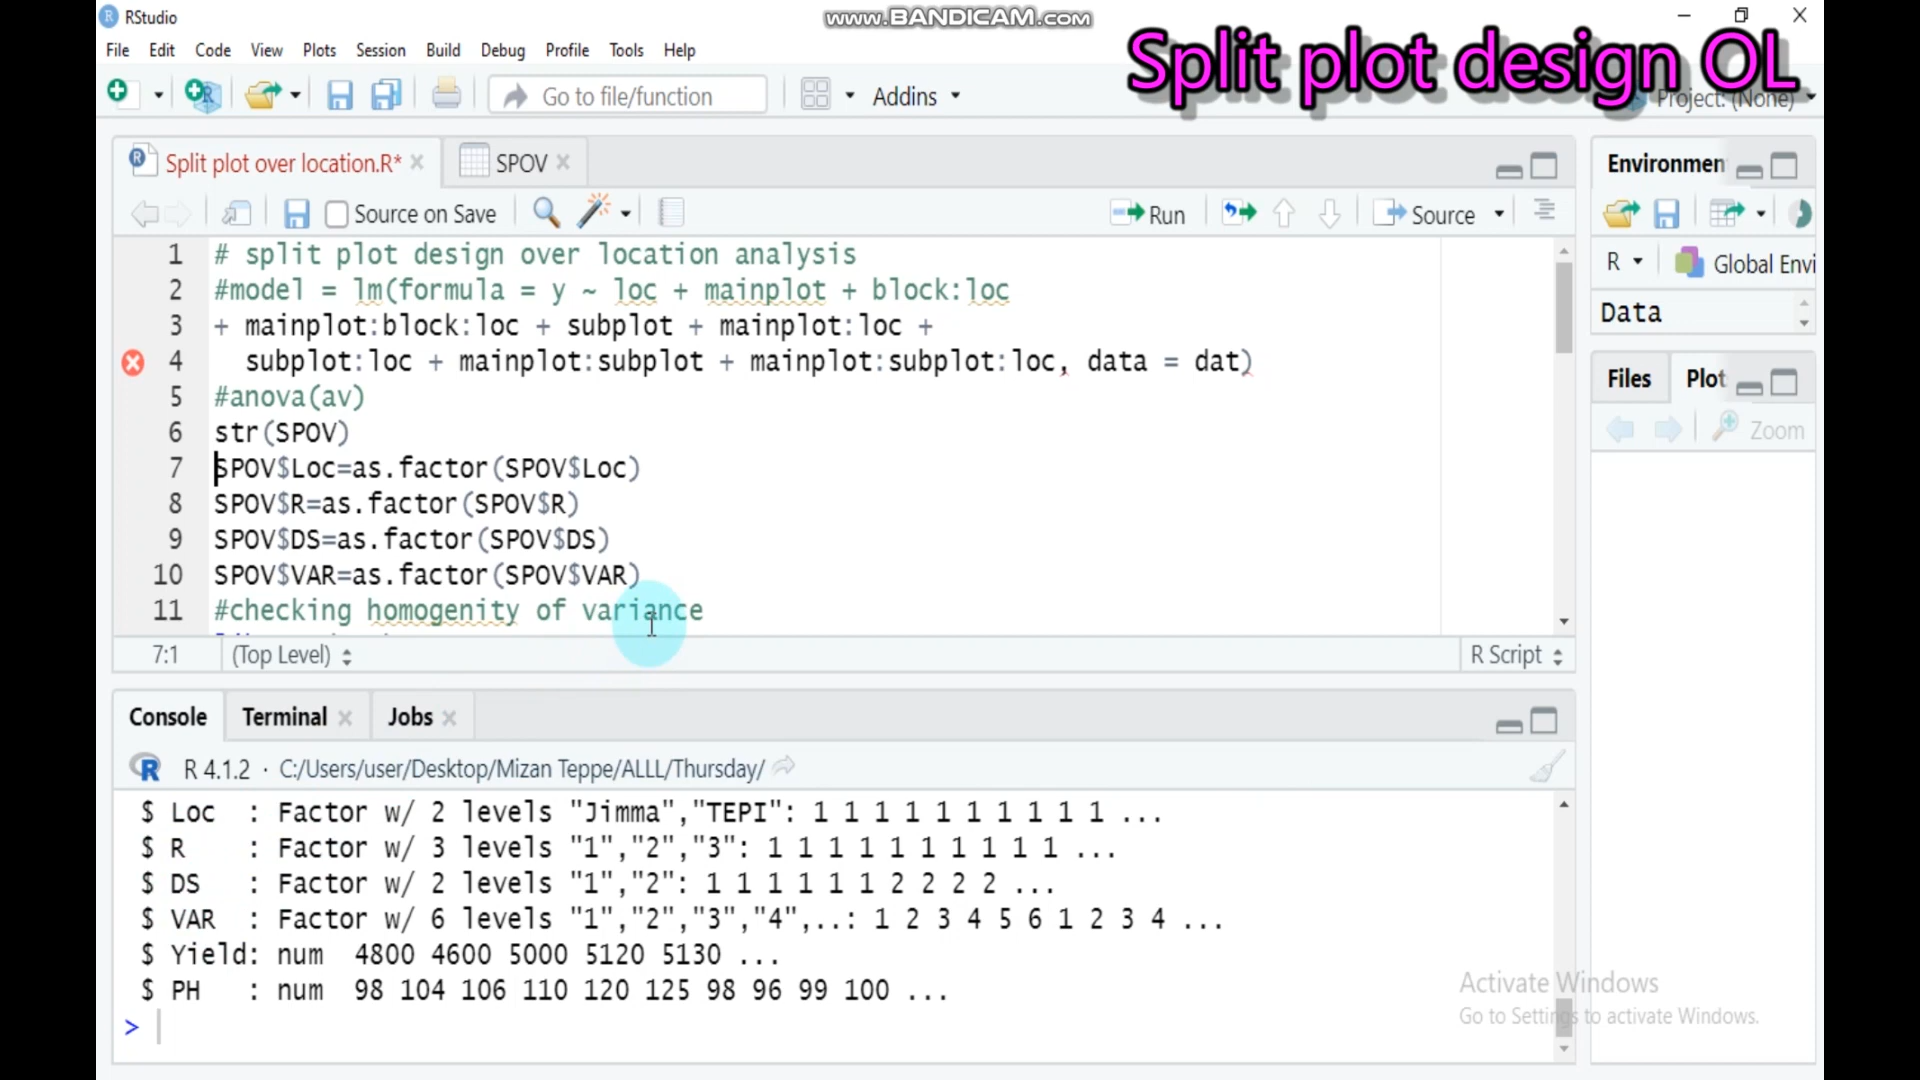 RStudio
www.BANDICAM.com
File Edit Code View Plots Session Build Debug Profile Tools Help
Split plot design OL
Go to file/function
Addins
Project: (None)
Split plot over location.R*
SPOV
Environmen
Source on Save
Run
Source
1 # split plot design over location analysis
2 #model = lm(formula = y ~ loc + mainplot + block:loc
3 + mainplot:block:loc + subplot + mainplot:loc +
4 subplot:loc + mainplot:subplot + mainplot:subplot:loc, data = dat)
5 #anova(av)
6 str(SPOV)
7 SPOV$Loc=as.factor(SPOV$Loc)
8 SPOV$R=as.factor(SPOV$R)
9 SPOV$DS=as.factor(SPOV$DS)
10 SPOV$VAR=as.factor(SPOV$VAR)
11 #checking homogenity of variance
7:1 (Top Level)
R Script
R
Global Envi
Data
Files Plot
Zoom
Console Terminal Jobs
R 4.1.2 · C:/Users/user/Desktop/Mizan Teppe/ALLL/Thursday/
$ Loc : Factor w/ 2 levels "Jimma","TEPI": 1 1 1 1 1 1 1 1 1 1 ...
$ R : Factor w/ 3 levels "1","2","3": 1 1 1 1 1 1 1 1 1 1 ...
$ DS : Factor w/ 2 levels "1","2": 1 1 1 1 1 1 2 2 2 2 ...
$ VAR : Factor w/ 6 levels "1","2","3","4",..: 1 2 3 4 5 6 1 2 3 4 ...
$ Yield: num 4800 4600 5000 5120 5130 ...
$ PH : num 98 104 106 110 120 125 98 96 99 100 ...
>
Activate Windows
Go to Settings to activate Windows.